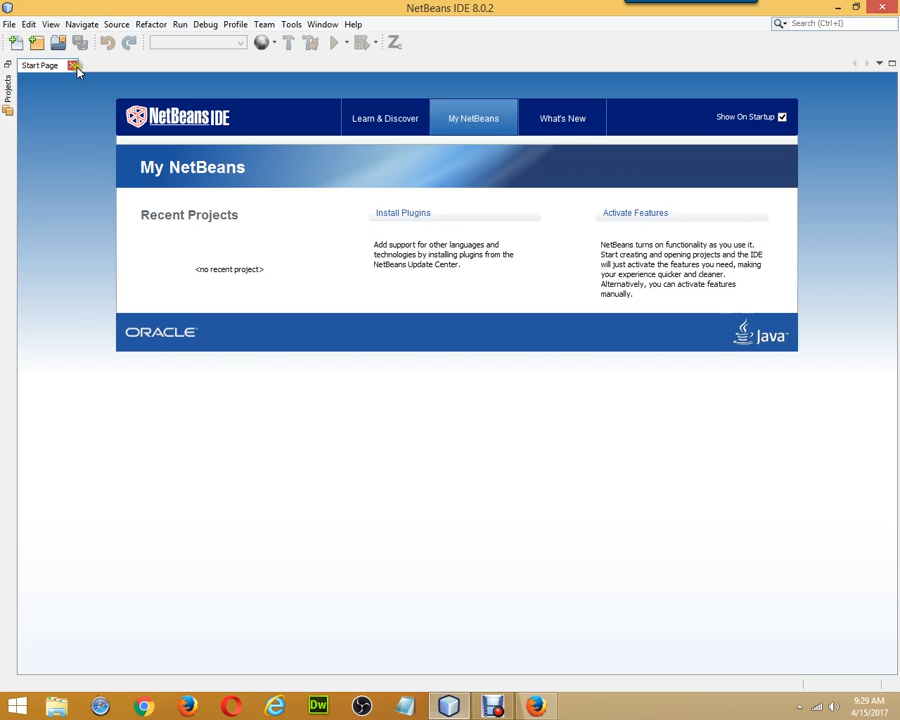 NetBeans IDE 8.0.2
File Edit View Navigate Source Refactor Run Debug Profile Team Tools Window Help
Search (Ctrl+I)
Start Page
Projects
NetBeans IDE
Learn & Discover
My NetBeans
What's New
Show On Startup
My NetBeans
Recent Projects
<no recent project>
Install Plugins
Add support for other languages and
technologies by installing plugins from the
NetBeans Update Center.
Activate Features
NetBeans turns on functionality as you use it.
Start creating and opening projects and the IDE
will just activate the features you need, making
your experience quicker and cleaner.
Alternatively, you can activate features
manually.
ORACLE
Java
Dw
9:29 AM
4/15/2017